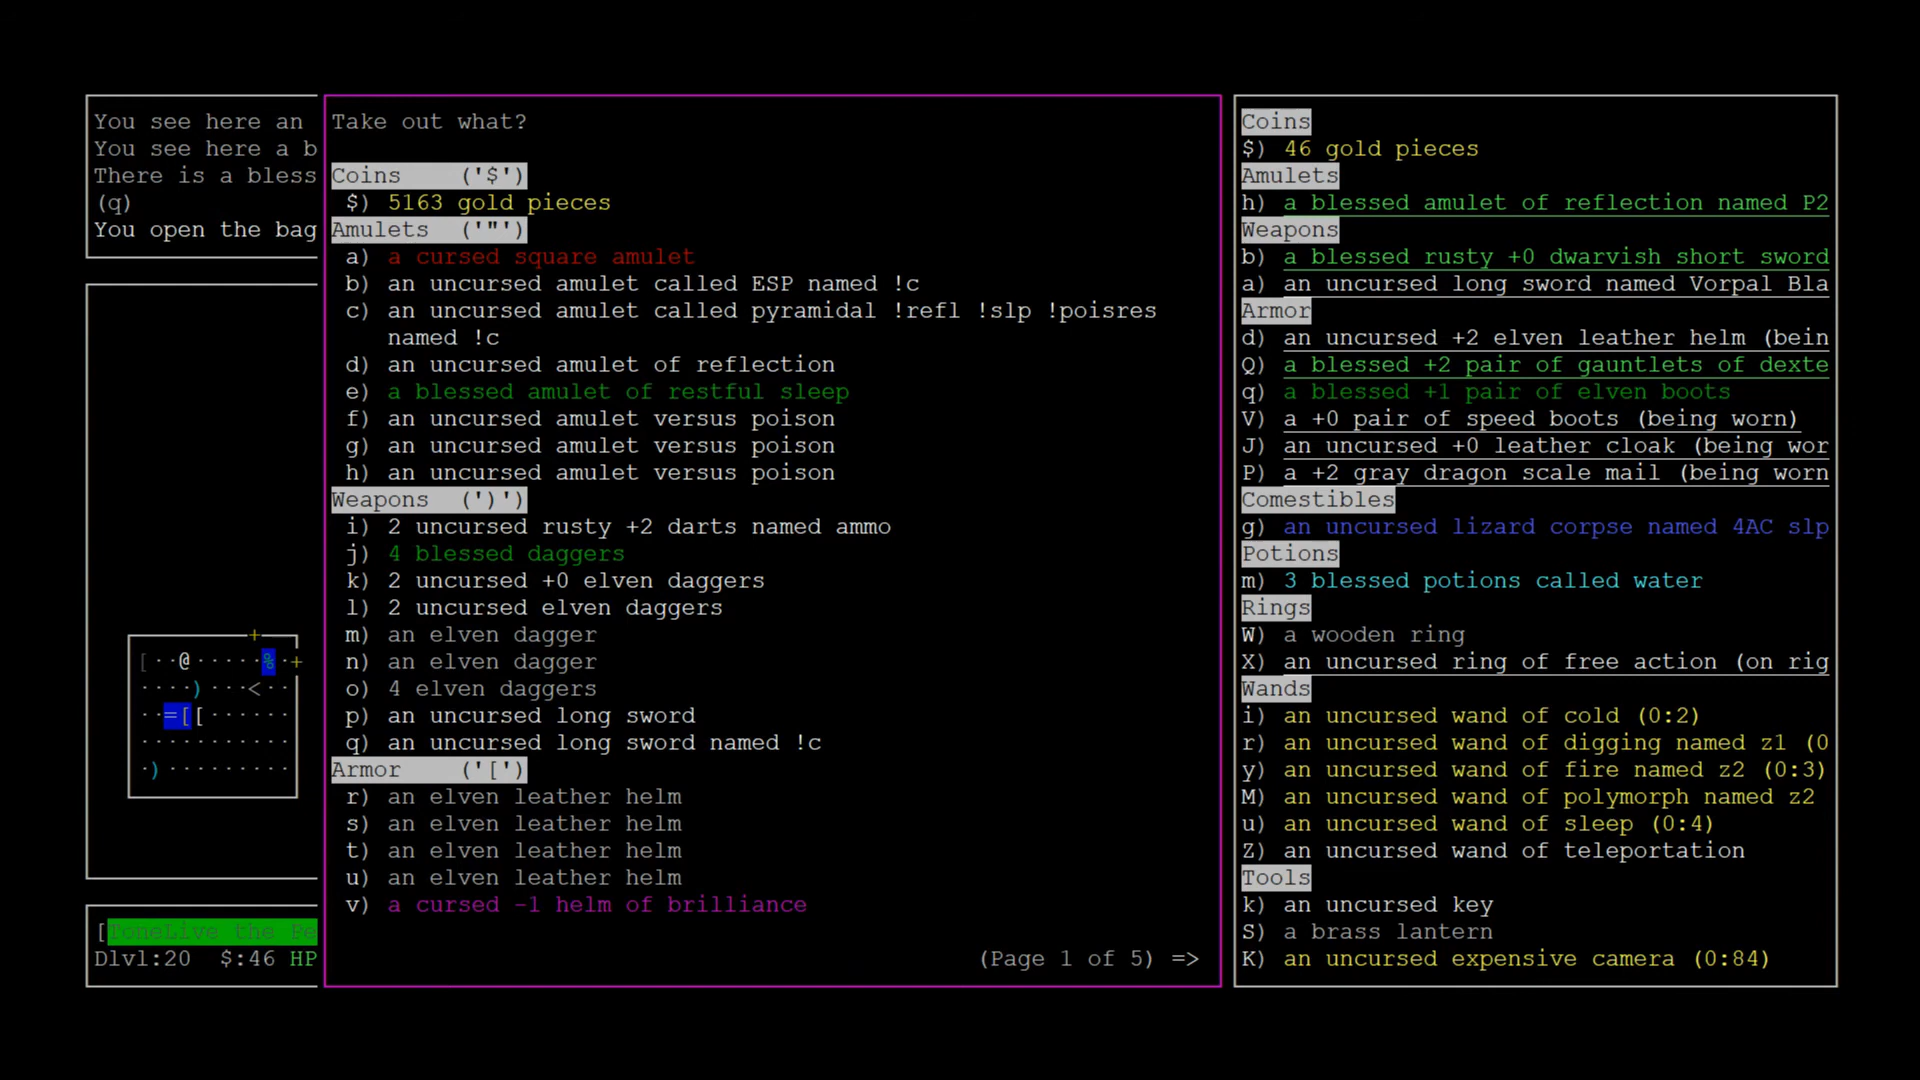 You see here an
You see here a b
There is a bless
(q)
You open the bag
[··@·····%·+
····)···<··
··=[[······
···········
·)·········
[ToneLive the Be
Dlvl:20 $:46 HP
Take out what?
Coins ('$')
$) 5163 gold pieces
Amulets ('"')
a) a cursed square amulet
b) an uncursed amulet called ESP named !c
c) an uncursed amulet called pyramidal !refl !slp !poisres
named !c
d) an uncursed amulet of reflection
e) a blessed amulet of restful sleep
f) an uncursed amulet versus poison
g) an uncursed amulet versus poison
h) an uncursed amulet versus poison
Weapons (')')
i) 2 uncursed rusty +2 darts named ammo
j) 4 blessed daggers
k) 2 uncursed +0 elven daggers
l) 2 uncursed elven daggers
m) an elven dagger
n) an elven dagger
o) 4 elven daggers
p) an uncursed long sword
q) an uncursed long sword named !c
Armor ('[')
r) an elven leather helm
s) an elven leather helm
t) an elven leather helm
u) an elven leather helm
v) a cursed -1 helm of brilliance
(Page 1 of 5) =>
Coins
$) 46 gold pieces
Amulets
h) a blessed amulet of reflection named P2
Weapons
b) a blessed rusty +0 dwarvish short sword
a) an uncursed long sword named Vorpal Bla
Armor
d) an uncursed +2 elven leather helm (bein
Q) a blessed +2 pair of gauntlets of dexte
q) a blessed +1 pair of elven boots
V) a +0 pair of speed boots (being worn)
J) an uncursed +0 leather cloak (being wor
P) a +2 gray dragon scale mail (being worn
Comestibles
g) an uncursed lizard corpse named 4AC slp
Potions
m) 3 blessed potions called water
Rings
W) a wooden ring
X) an uncursed ring of free action (on rig
Wands
i) an uncursed wand of cold (0:2)
r) an uncursed wand of digging named z1 (0
y) an uncursed wand of fire named z2 (0:3)
M) an uncursed wand of polymorph named z2
u) an uncursed wand of sleep (0:4)
Z) an uncursed wand of teleportation
Tools
k) an uncursed key
S) a brass lantern
K) an uncursed expensive camera (0:84)